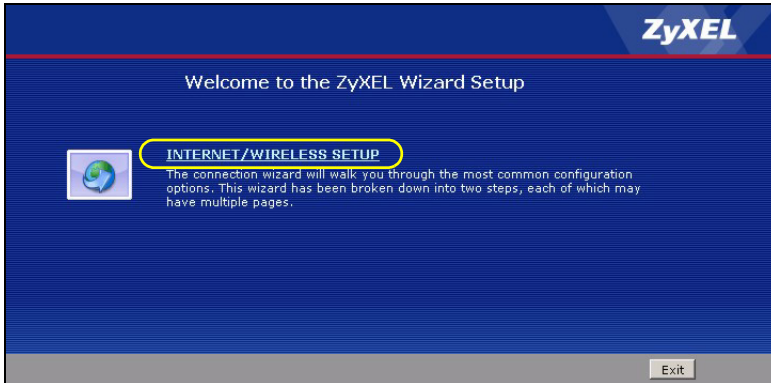 ZyXEL
Welcome to the ZyXEL Wizard Setup
INTERNET/WIRELESS SETUP
The connection wizard will walk you through the most common configuration
options. This wizard has been broken down into two steps, each of which may
have multiple pages.
Exit